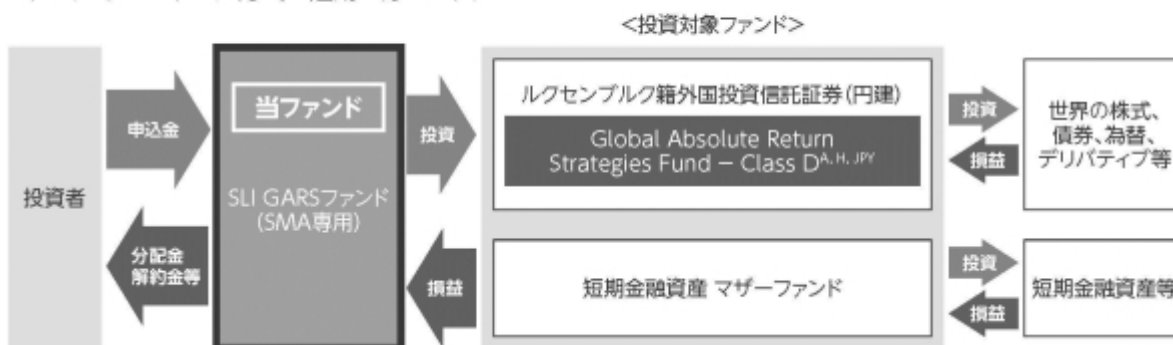 <投資対象ファンド>
投資者
申込金
分配金
解約金等
当ファンド
SLI GARSファンド
(SMA専用)
投資
損益
ルクセンブルク籍外国投資信託証券(円建)
Global Absolute Return
Strategies Fund – Class D^A, H, JPY
投資
損益
世界の株式、
債券、為替、
デリバティブ等
短期金融資産 マザーファンド
投資
損益
短期金融資産等